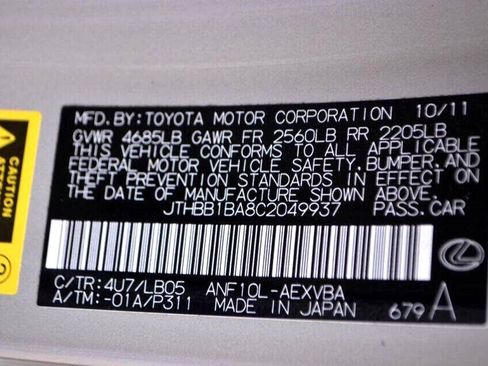 MFD.BY:TOYOTA MOTOR CORPORATION 10/11
GVWR 4685LB GAWR FR 2560LB RR 2205LB
THIS VEHICLE CONFORMS TO ALL APPLICABLE
FEDERAL MOTOR VEHICLE SAFETY, BUMPER, AND
THEFT PREVENTION STANDARDS IN EFFECT ON
THE DATE OF MANUFACTURE SHOWN ABOVE.
JTHBB1BA8C2049937 PASS.CAR
C/TR:4U7/LB05 ANF10L-AEXVBA
A/TM:-01A/P311 MADE IN JAPAN 679A
CAUTION
2